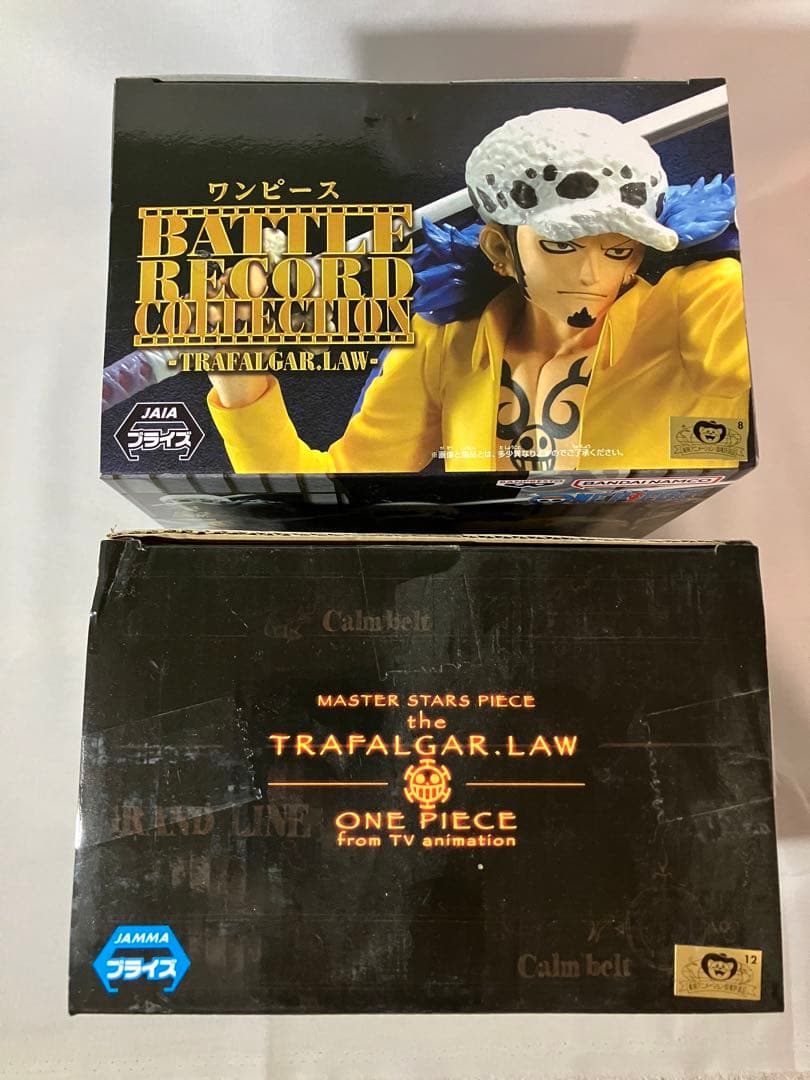 ワンピース
BATTLE
RECORD
COLLECTION
-TRAFALGAR.LAW-
JAIA
プライズ
8
BANDAI NAMCO
Calm belt
MASTER STARS PIECE
the
TRAFALGAR.LAW
ONE PIECE
from TV animation
GRAND LINE
JAMMA
プライズ
Calm belt
12